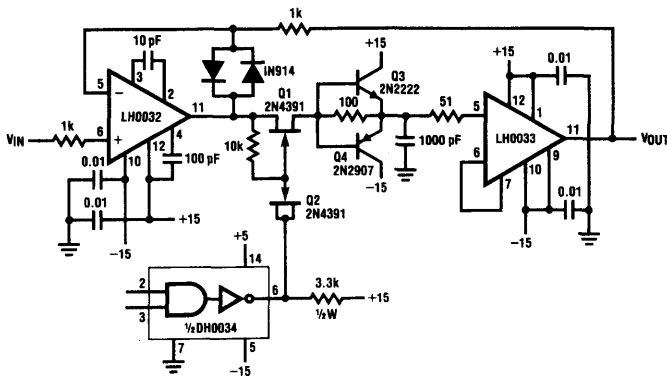 1k
10 pF
+15
+15
0.01
3
2
IN914
Q3
2N2222
5
−
LH0032
11
Q1
2N4391
100
51
5
12
1
LH0033
11
VOUT
VIN
1k
6
+
4
12
10
100 pF
10k
Q4
2N2907
−15
1000 pF
6
7
10
9
0.01
0.01
0.01
+15
−15
Q2
2N4391
−15
+5
14
2
3
6
3.3k
½W
+15
½DH0034
7
5
−15